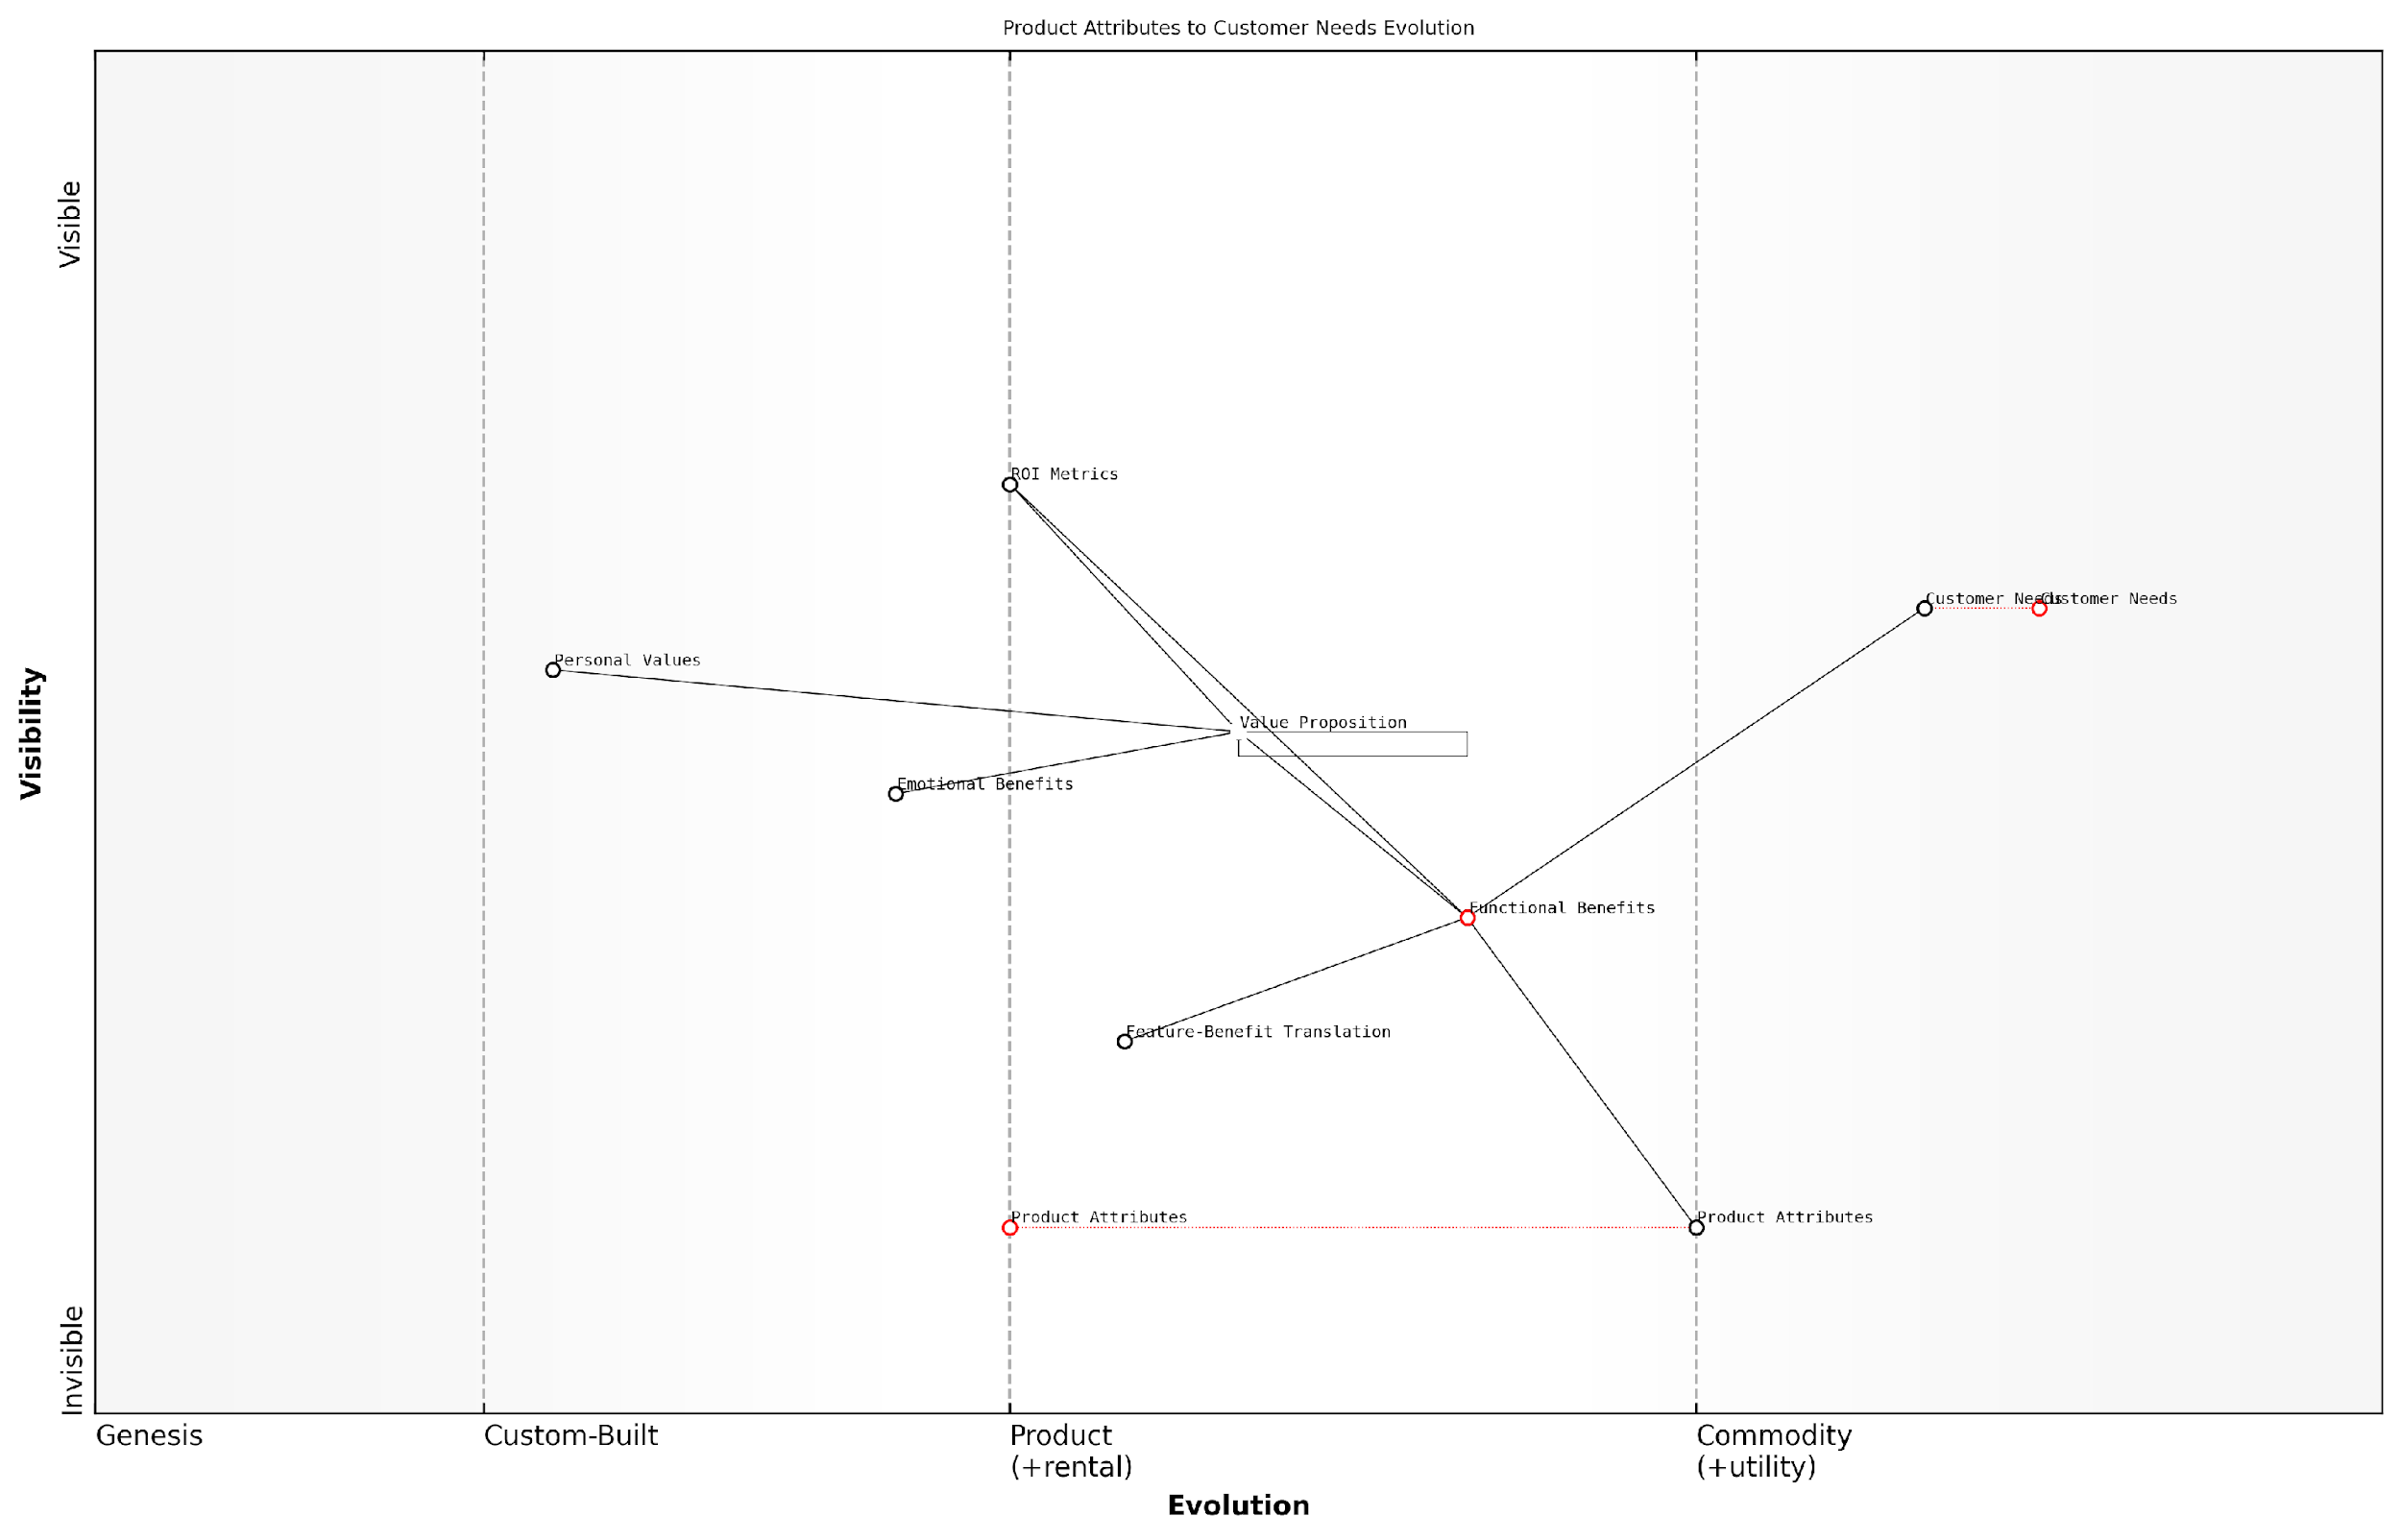 Product Attributes to Customer Needs Evolution
Visible
ROI Metrics
Customer Needs
Customer Needs
Personal Values
Value Proposition
Visibility
Emotional Benefits
Functional Benefits
Feature-Benefit Translation
Product Attributes
Product Attributes
Invisible
Genesis
Custom-Built
Product
(+rental)
Commodity
(+utility)
Evolution